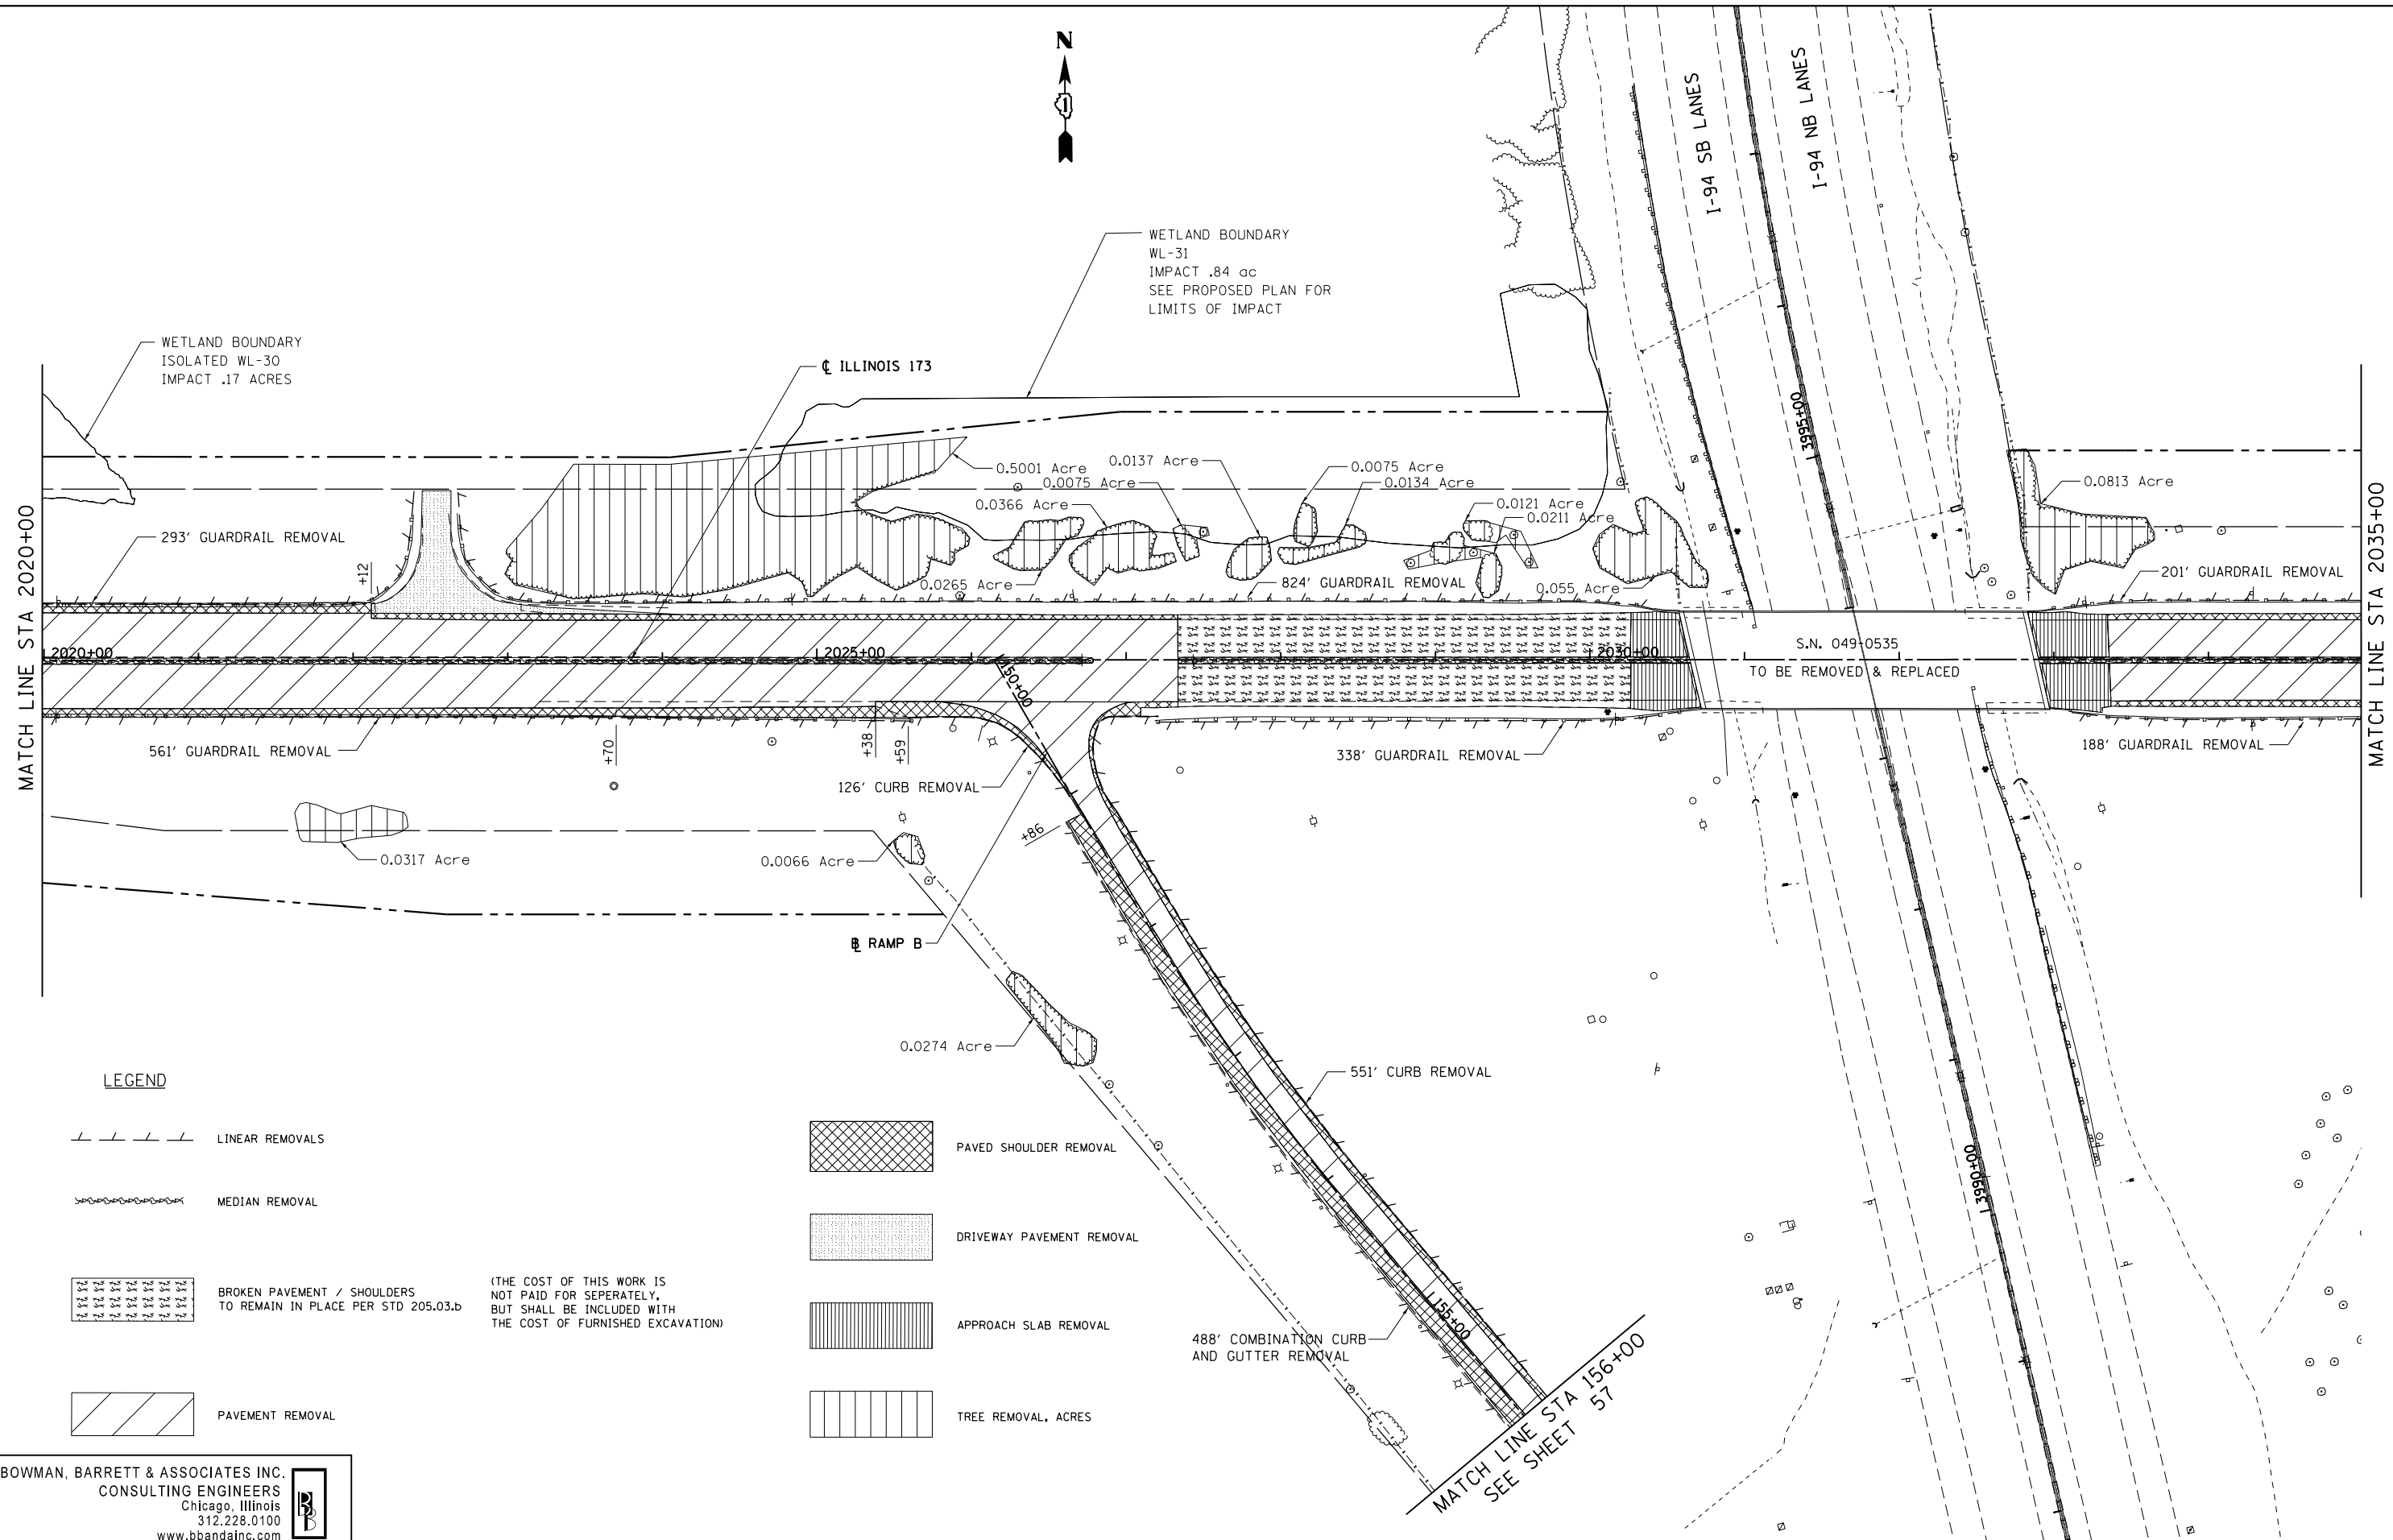 N
1
I-94 SB LANES
I-94 NB LANES
WETLAND BOUNDARY
WL-31
IMPACT .84 ac
SEE PROPOSED PLAN FOR
LIMITS OF IMPACT
WETLAND BOUNDARY
ISOLATED WL-30
IMPACT .17 ACRES
℄ ILLINOIS 173
3995+00
0.5001 Acre
0.0137 Acre
0.0075 Acre
0.0075 Acre
0.0134 Acre
0.0366 Acre
0.0121 Acre
0.0211 Acre
0.0813 Acre
MATCH LINE STA 2020+00
MATCH LINE STA 2035+00
293' GUARDRAIL REMOVAL
+12
0.0265 Acre
824' GUARDRAIL REMOVAL
0.055 Acre
201' GUARDRAIL REMOVAL
2020+00
2025+00
150+00
2030+00
S.N. 049-0535
TO BE REMOVED & REPLACED
561' GUARDRAIL REMOVAL
+70
+38
+59
338' GUARDRAIL REMOVAL
188' GUARDRAIL REMOVAL
126' CURB REMOVAL
+86
0.0317 Acre
0.0066 Acre
B̲L RAMP B
0.0274 Acre
551' CURB REMOVAL
3990+00
155+00
488' COMBINATION CURB
AND GUTTER REMOVAL
MATCH LINE STA 156+00
SEE SHEET 57
LEGEND
LINEAR REMOVALS
MEDIAN REMOVAL
BROKEN PAVEMENT / SHOULDERS
TO REMAIN IN PLACE PER STD 205.03.b
(THE COST OF THIS WORK IS
NOT PAID FOR SEPERATELY,
BUT SHALL BE INCLUDED WITH
THE COST OF FURNISHED EXCAVATION)
PAVEMENT REMOVAL
PAVED SHOULDER REMOVAL
DRIVEWAY PAVEMENT REMOVAL
APPROACH SLAB REMOVAL
TREE REMOVAL, ACRES
BOWMAN, BARRETT & ASSOCIATES INC.
CONSULTING ENGINEERS
Chicago, Illinois
312.228.0100
www.bbandainc.com